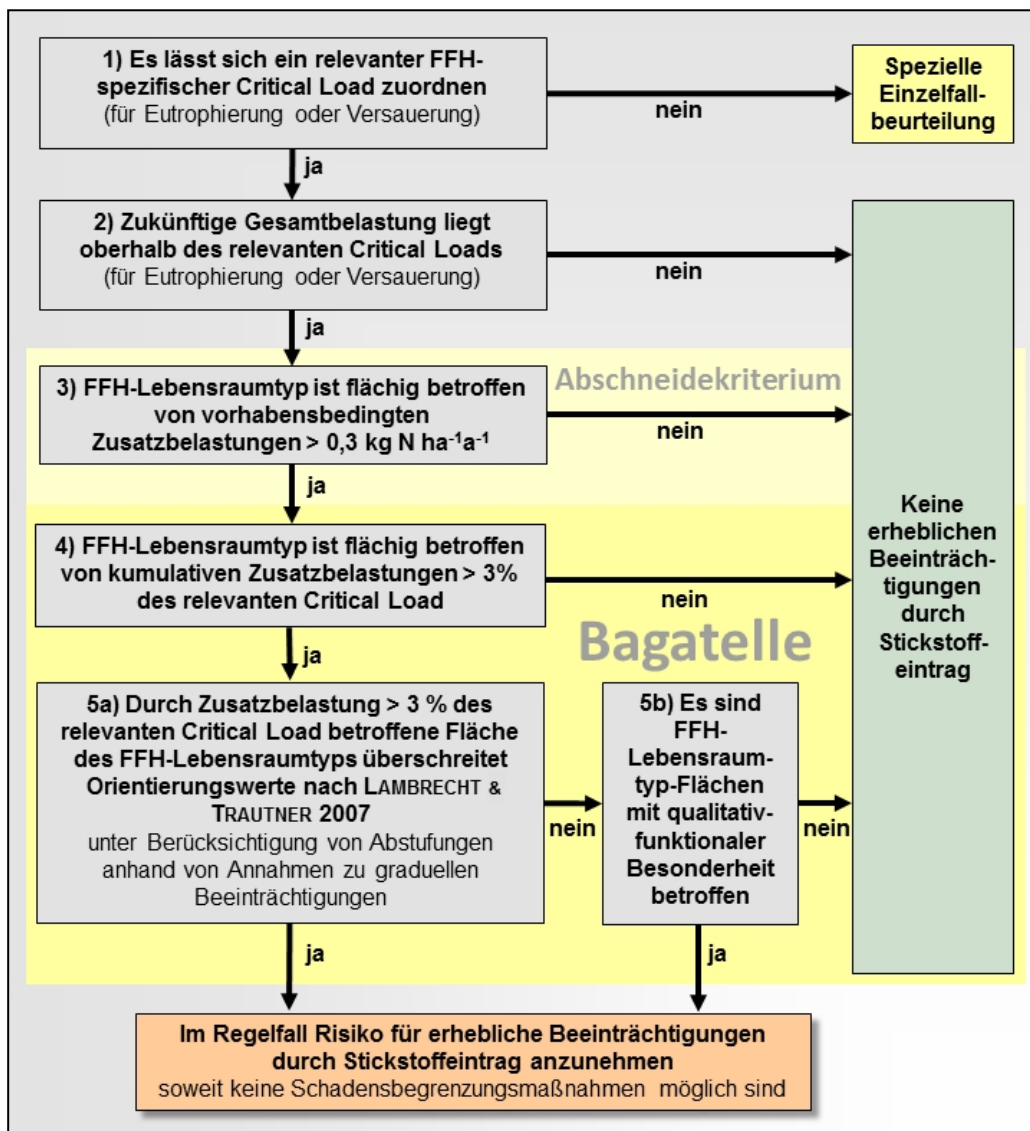 1) Es lässt sich ein relevanter FFH-
spezifischer Critical Load zuordnen
(für Eutrophierung oder Versauerung)
nein
Spezielle
Einzelfall-
beurteilung
ja
2) Zukünftige Gesamtbelastung liegt
oberhalb des relevanten Critical Loads
(für Eutrophierung oder Versauerung)
nein
ja
Abschneidekriterium
3) FFH-Lebensraumtyp ist flächig betroffen
von vorhabensbedingten
Zusatzbelastungen > 0,3 kg N ha⁻¹a⁻¹
nein
ja
4) FFH-Lebensraumtyp ist flächig betroffen
von kumulativen Zusatzbelastungen > 3%
des relevanten Critical Load
nein
Keine
erheblichen
Beeinträch-
tigungen
durch
Stickstoff-
eintrag
ja
Bagatelle
5a) Durch Zusatzbelastung > 3 % des
relevanten Critical Load betroffene Fläche
des FFH-Lebensraumtyps überschreitet
Orientierungswerte nach LAMBRECHT &
TRAUTNER 2007
unter Berücksichtigung von Abstufungen
anhand von Annahmen zu graduellen
Beeinträchtigungen
nein
5b) Es sind
FFH-
Lebensraum-
typ-Flächen
mit qualitativ-
funktionaler
Besonderheit
betroffen
nein
ja
ja
Im Regelfall Risiko für erhebliche Beeinträchtigungen
durch Stickstoffeintrag anzunehmen
soweit keine Schadensbegrenzungsmaßnahmen möglich sind